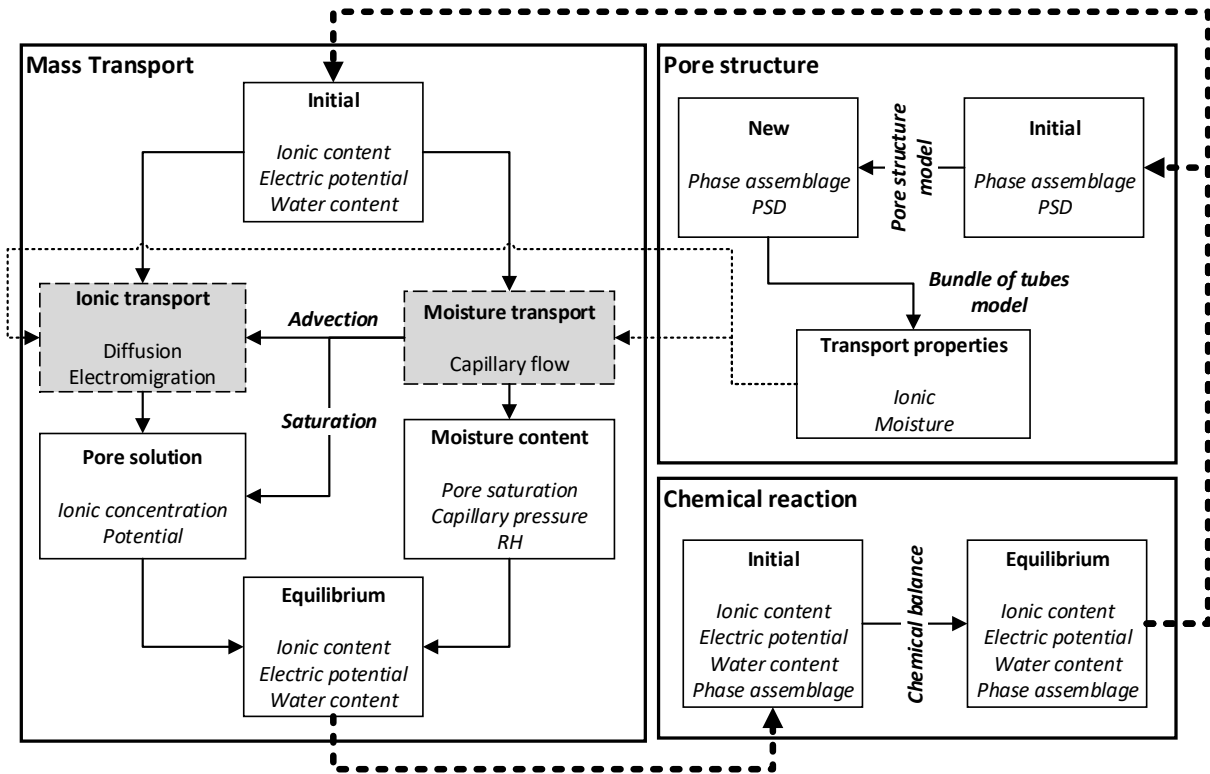 Mass Transport
Initial
Ionic content
Electric potential
Water content
Ionic transport
Diffusion
Electromigration
Advection
Saturation
Moisture transport
Capillary flow
Pore solution
Ionic concentration
Potential
Moisture content
Pore saturation
Capillary pressure
RH
Equilibrium
Ionic content
Electric potential
Water content
Pore structure
New
Phase assemblage
PSD
Pore structure
model
Initial
Phase assemblage
PSD
Bundle of tubes
model
Transport properties
Ionic
Moisture
Chemical reaction
Initial
Ionic content
Electric potential
Water content
Phase assemblage
Chemical balance
Equilibrium
Ionic content
Electric potential
Water content
Phase assemblage